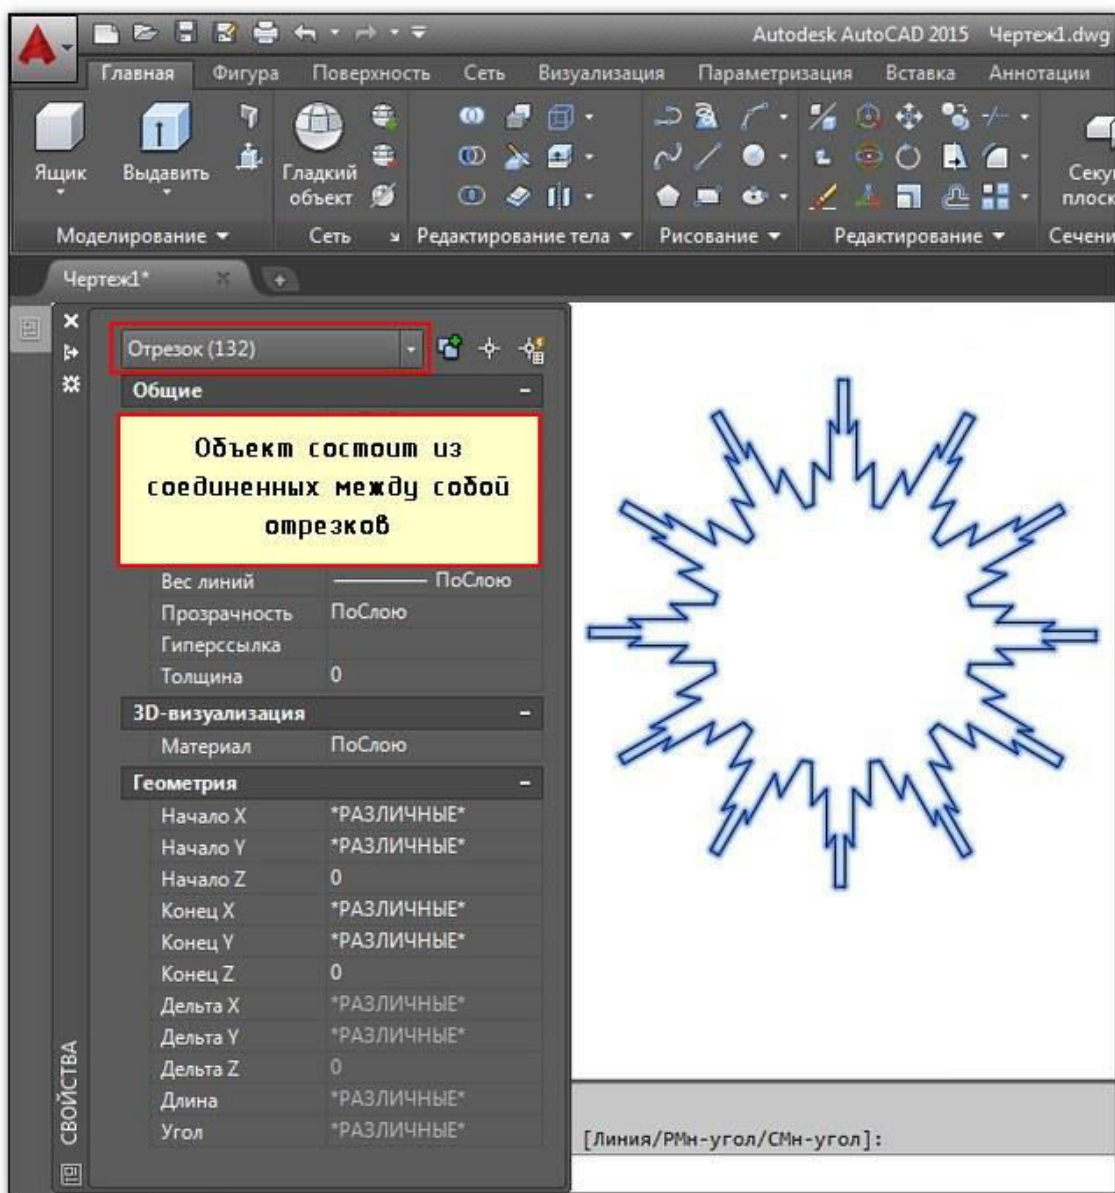 Autodesk AutoCAD 2015 Чертеж1.dwg
Главная Фигура Поверхность Сеть Визуализация Параметризация Вставка Аннотации
Ящик Выдавить Гладкий объект Секу плоск
Моделирование Сеть Редактирование тела Рисование Редактирование Сечени
Чертеж1*
Отрезок (132)
Общие
Объект состоит из
соединенных между собой
отрезков
Вес линий ПоСлою
Прозрачность ПоСлою
Гиперссылка
Толщина 0
3D-визуализация
Материал ПоСлою
Геометрия
Начало X *РАЗЛИЧНЫЕ*
Начало Y *РАЗЛИЧНЫЕ*
Начало Z 0
Конец X *РАЗЛИЧНЫЕ*
Конец Y *РАЗЛИЧНЫЕ*
Конец Z 0
Дельта X *РАЗЛИЧНЫЕ*
Дельта Y *РАЗЛИЧНЫЕ*
Дельта Z 0
Длина *РАЗЛИЧНЫЕ*
Угол *РАЗЛИЧНЫЕ*
СВОЙСТВА
[Линия/РМн-угол/СМн-угол]: